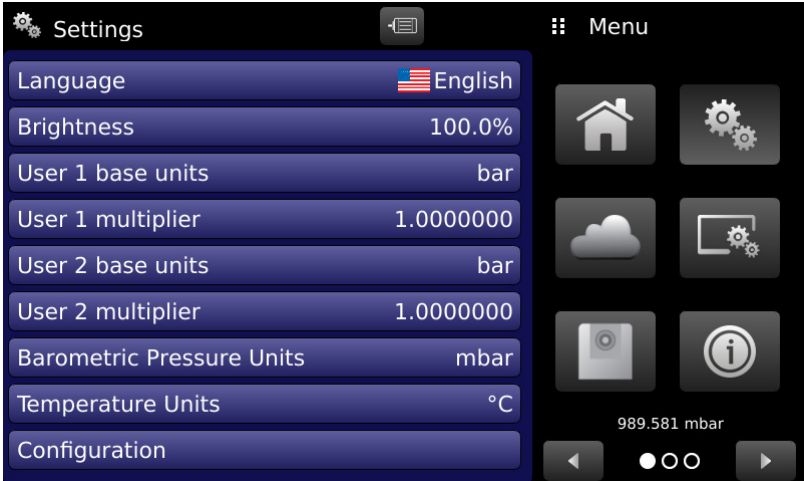 Settings
Language English
Brightness 100.0%
User 1 base units bar
User 1 multiplier 1.0000000
User 2 base units bar
User 2 multiplier 1.0000000
Barometric Pressure Units mbar
Temperature Units °C
Configuration
Menu
989.581 mbar